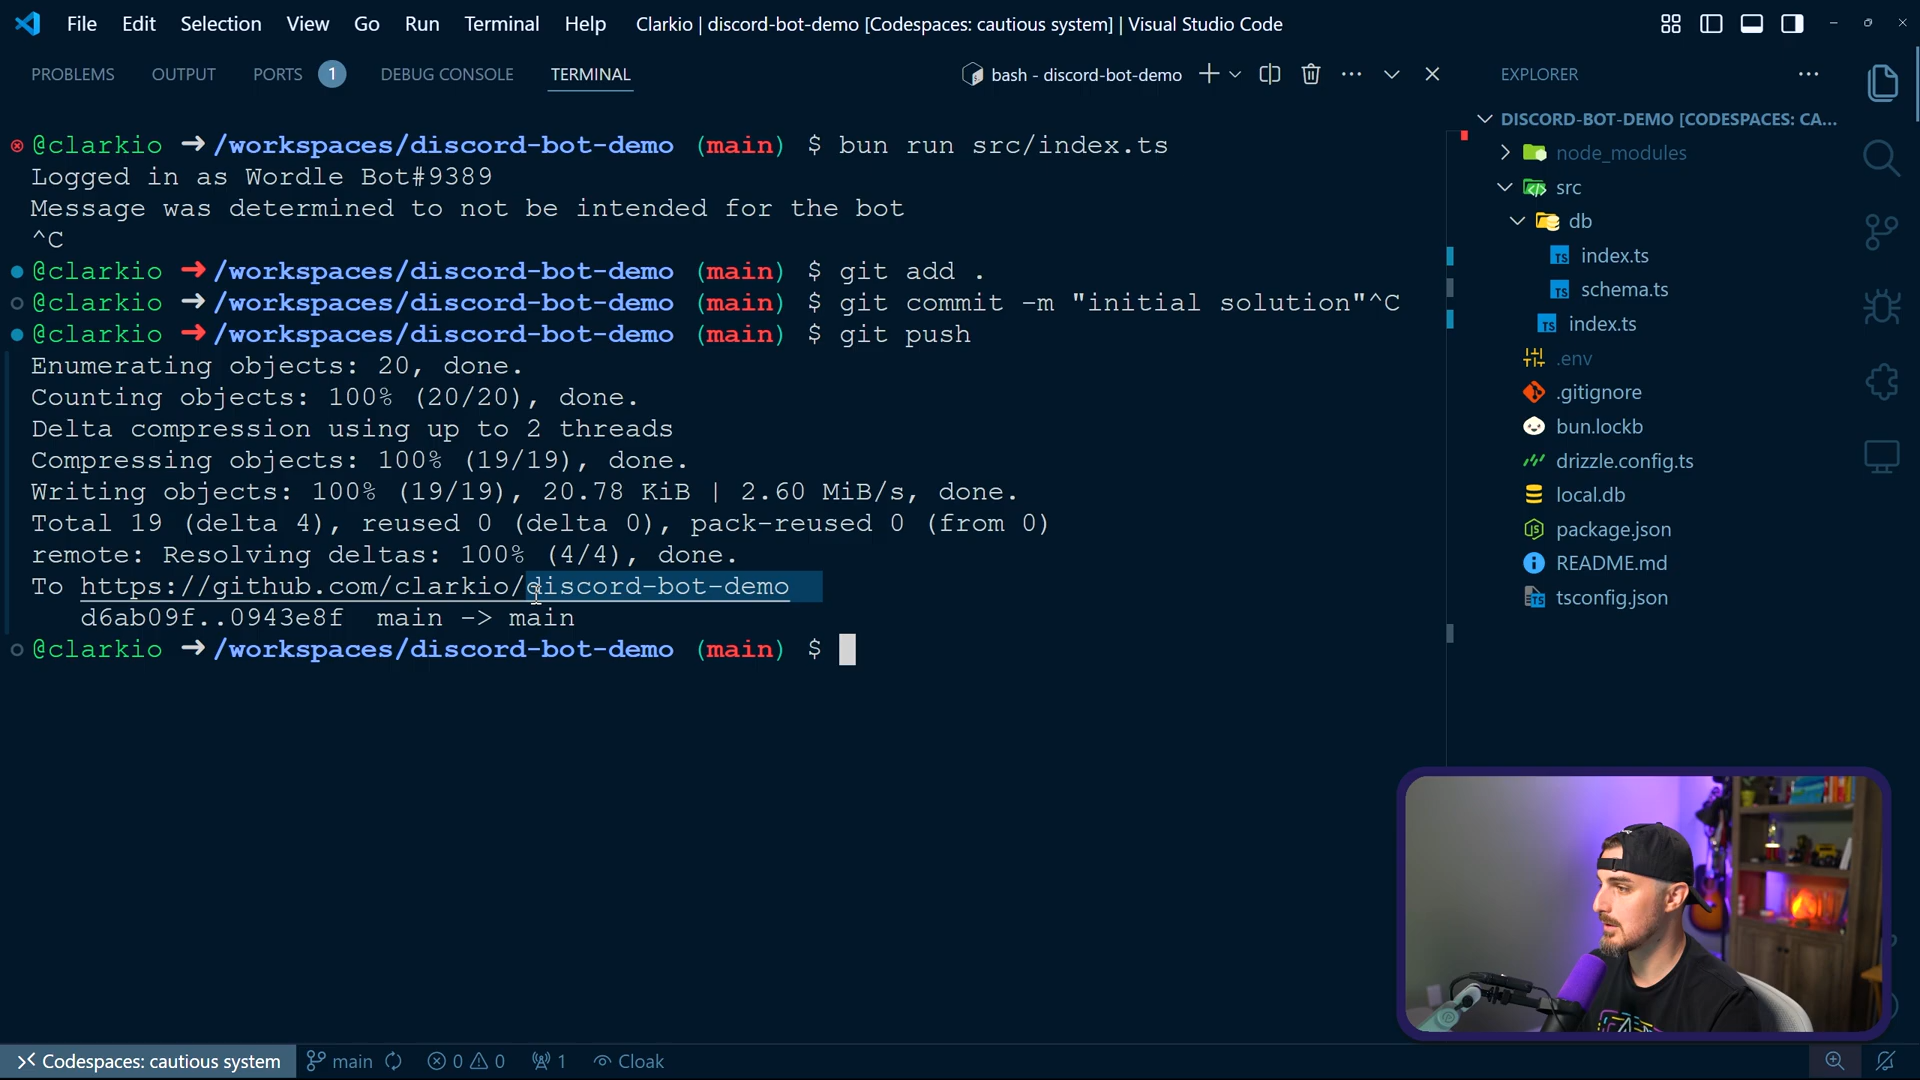 File Edit Selection View Go Run Terminal Help Clarkio | discord-bot-demo [Codespaces: cautious system] | Visual Studio Code
PROBLEMS OUTPUT PORTS 1 DEBUG CONSOLE TERMINAL bash - discord-bot-demo
@clarkio ➜ /workspaces/discord-bot-demo (main) $ bun run src/index.ts
Logged in as Wordle Bot#9389
Message was determined to not be intended for the bot
^C
@clarkio ➜ /workspaces/discord-bot-demo (main) $ git add .
@clarkio ➜ /workspaces/discord-bot-demo (main) $ git commit -m "initial solution"^C
@clarkio ➜ /workspaces/discord-bot-demo (main) $ git push
Enumerating objects: 20, done.
Counting objects: 100% (20/20), done.
Delta compression using up to 2 threads
Compressing objects: 100% (19/19), done.
Writing objects: 100% (19/19), 20.78 KiB | 2.60 MiB/s, done.
Total 19 (delta 4), reused 0 (delta 0), pack-reused 0 (from 0)
remote: Resolving deltas: 100% (4/4), done.
To https://github.com/clarkio/discord-bot-demo
d6ab09f..0943e8f main -> main
@clarkio ➜ /workspaces/discord-bot-demo (main) $
EXPLORER
DISCORD-BOT-DEMO [CODESPACES: CA...
node_modules
src
db
index.ts
schema.ts
index.ts
.env
.gitignore
bun.lockb
drizzle.config.ts
local.db
package.json
README.md
tsconfig.json
Codespaces: cautious system main 0 0 1 Cloak